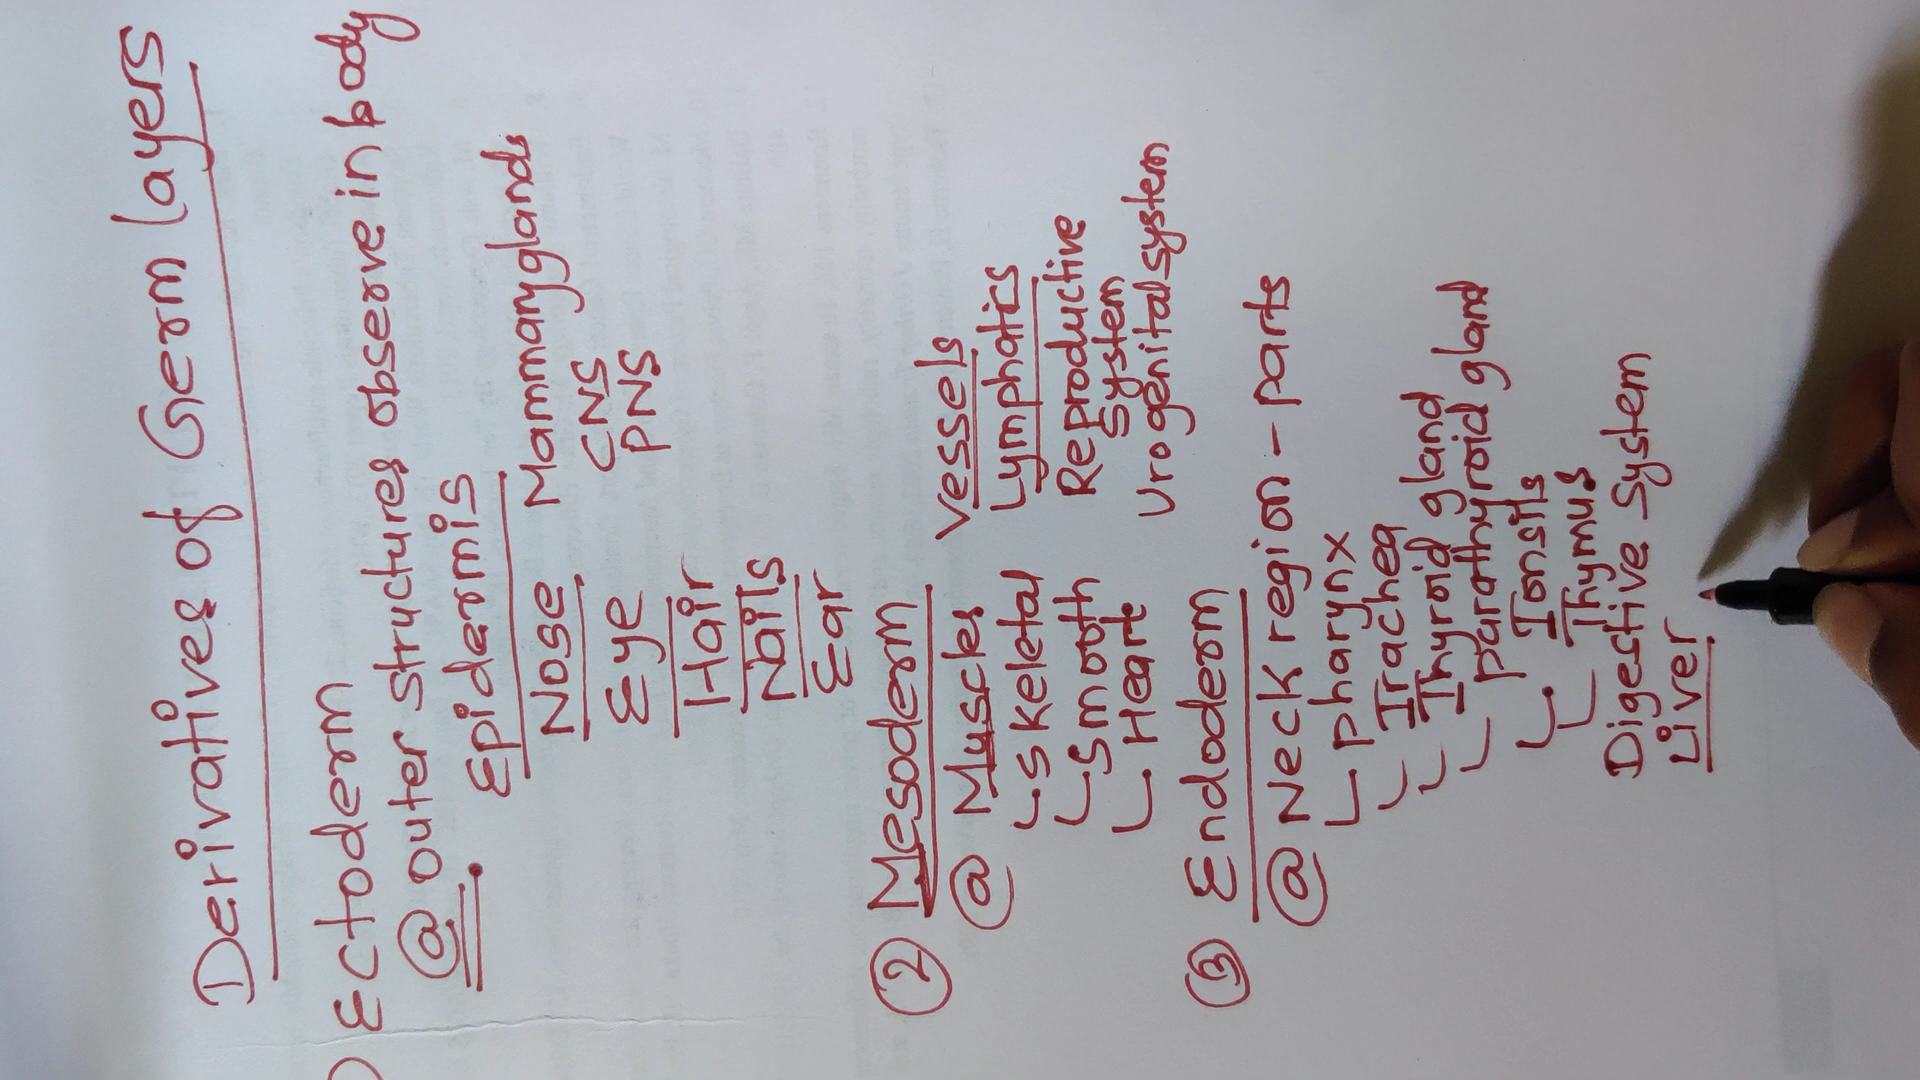 Derivatives of Germ layers
Ectoderm
@ outer structures observe in body
Epidermis
Nose Mammary glands
Eye CNS
Hair PNS
Nails
Ear
2 Mesoderm
@ Muscles vessels
Skeletal Lymphatics
Smooth Reproductive
Heart System
Urogenital system
3 Endoderm
@ Neck region - parts
pharynx
Trachea
Thyroid gland
parathyroid gland
Tonsils
Thymus
Digestive System
Liver